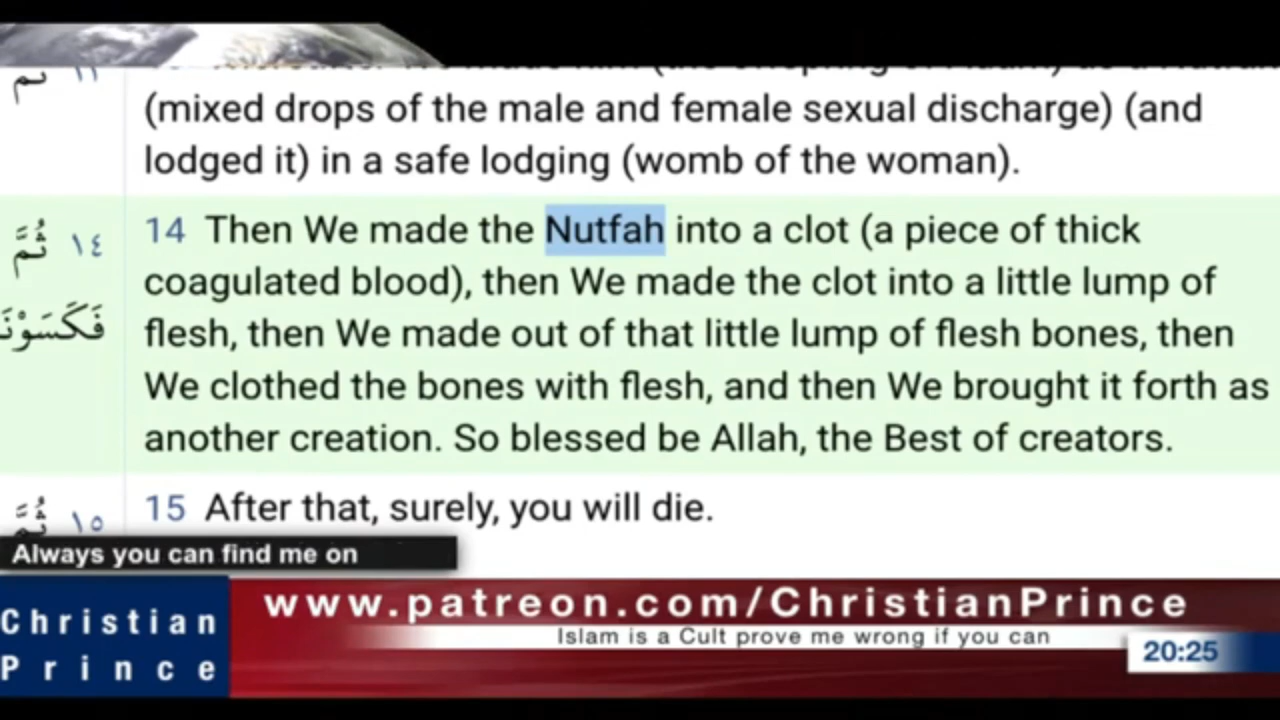 (mixed drops of the male and female sexual discharge) (and
lodged it) in a safe lodging (womb of the woman).
ثُمَّ ١٤
14 Then We made the Nutfah into a clot (a piece of thick
coagulated blood), then We made the clot into a little lump of
flesh, then We made out of that little lump of flesh bones, then
We clothed the bones with flesh, and then We brought it forth as
another creation. So blessed be Allah, the Best of creators.
ثُمَّ ١٥
15 After that, surely, you will die.
Always you can find me on
Christian
Prince
www.patreon.com/ChristianPrince
Islam is a Cult prove me wrong if you can
20:25